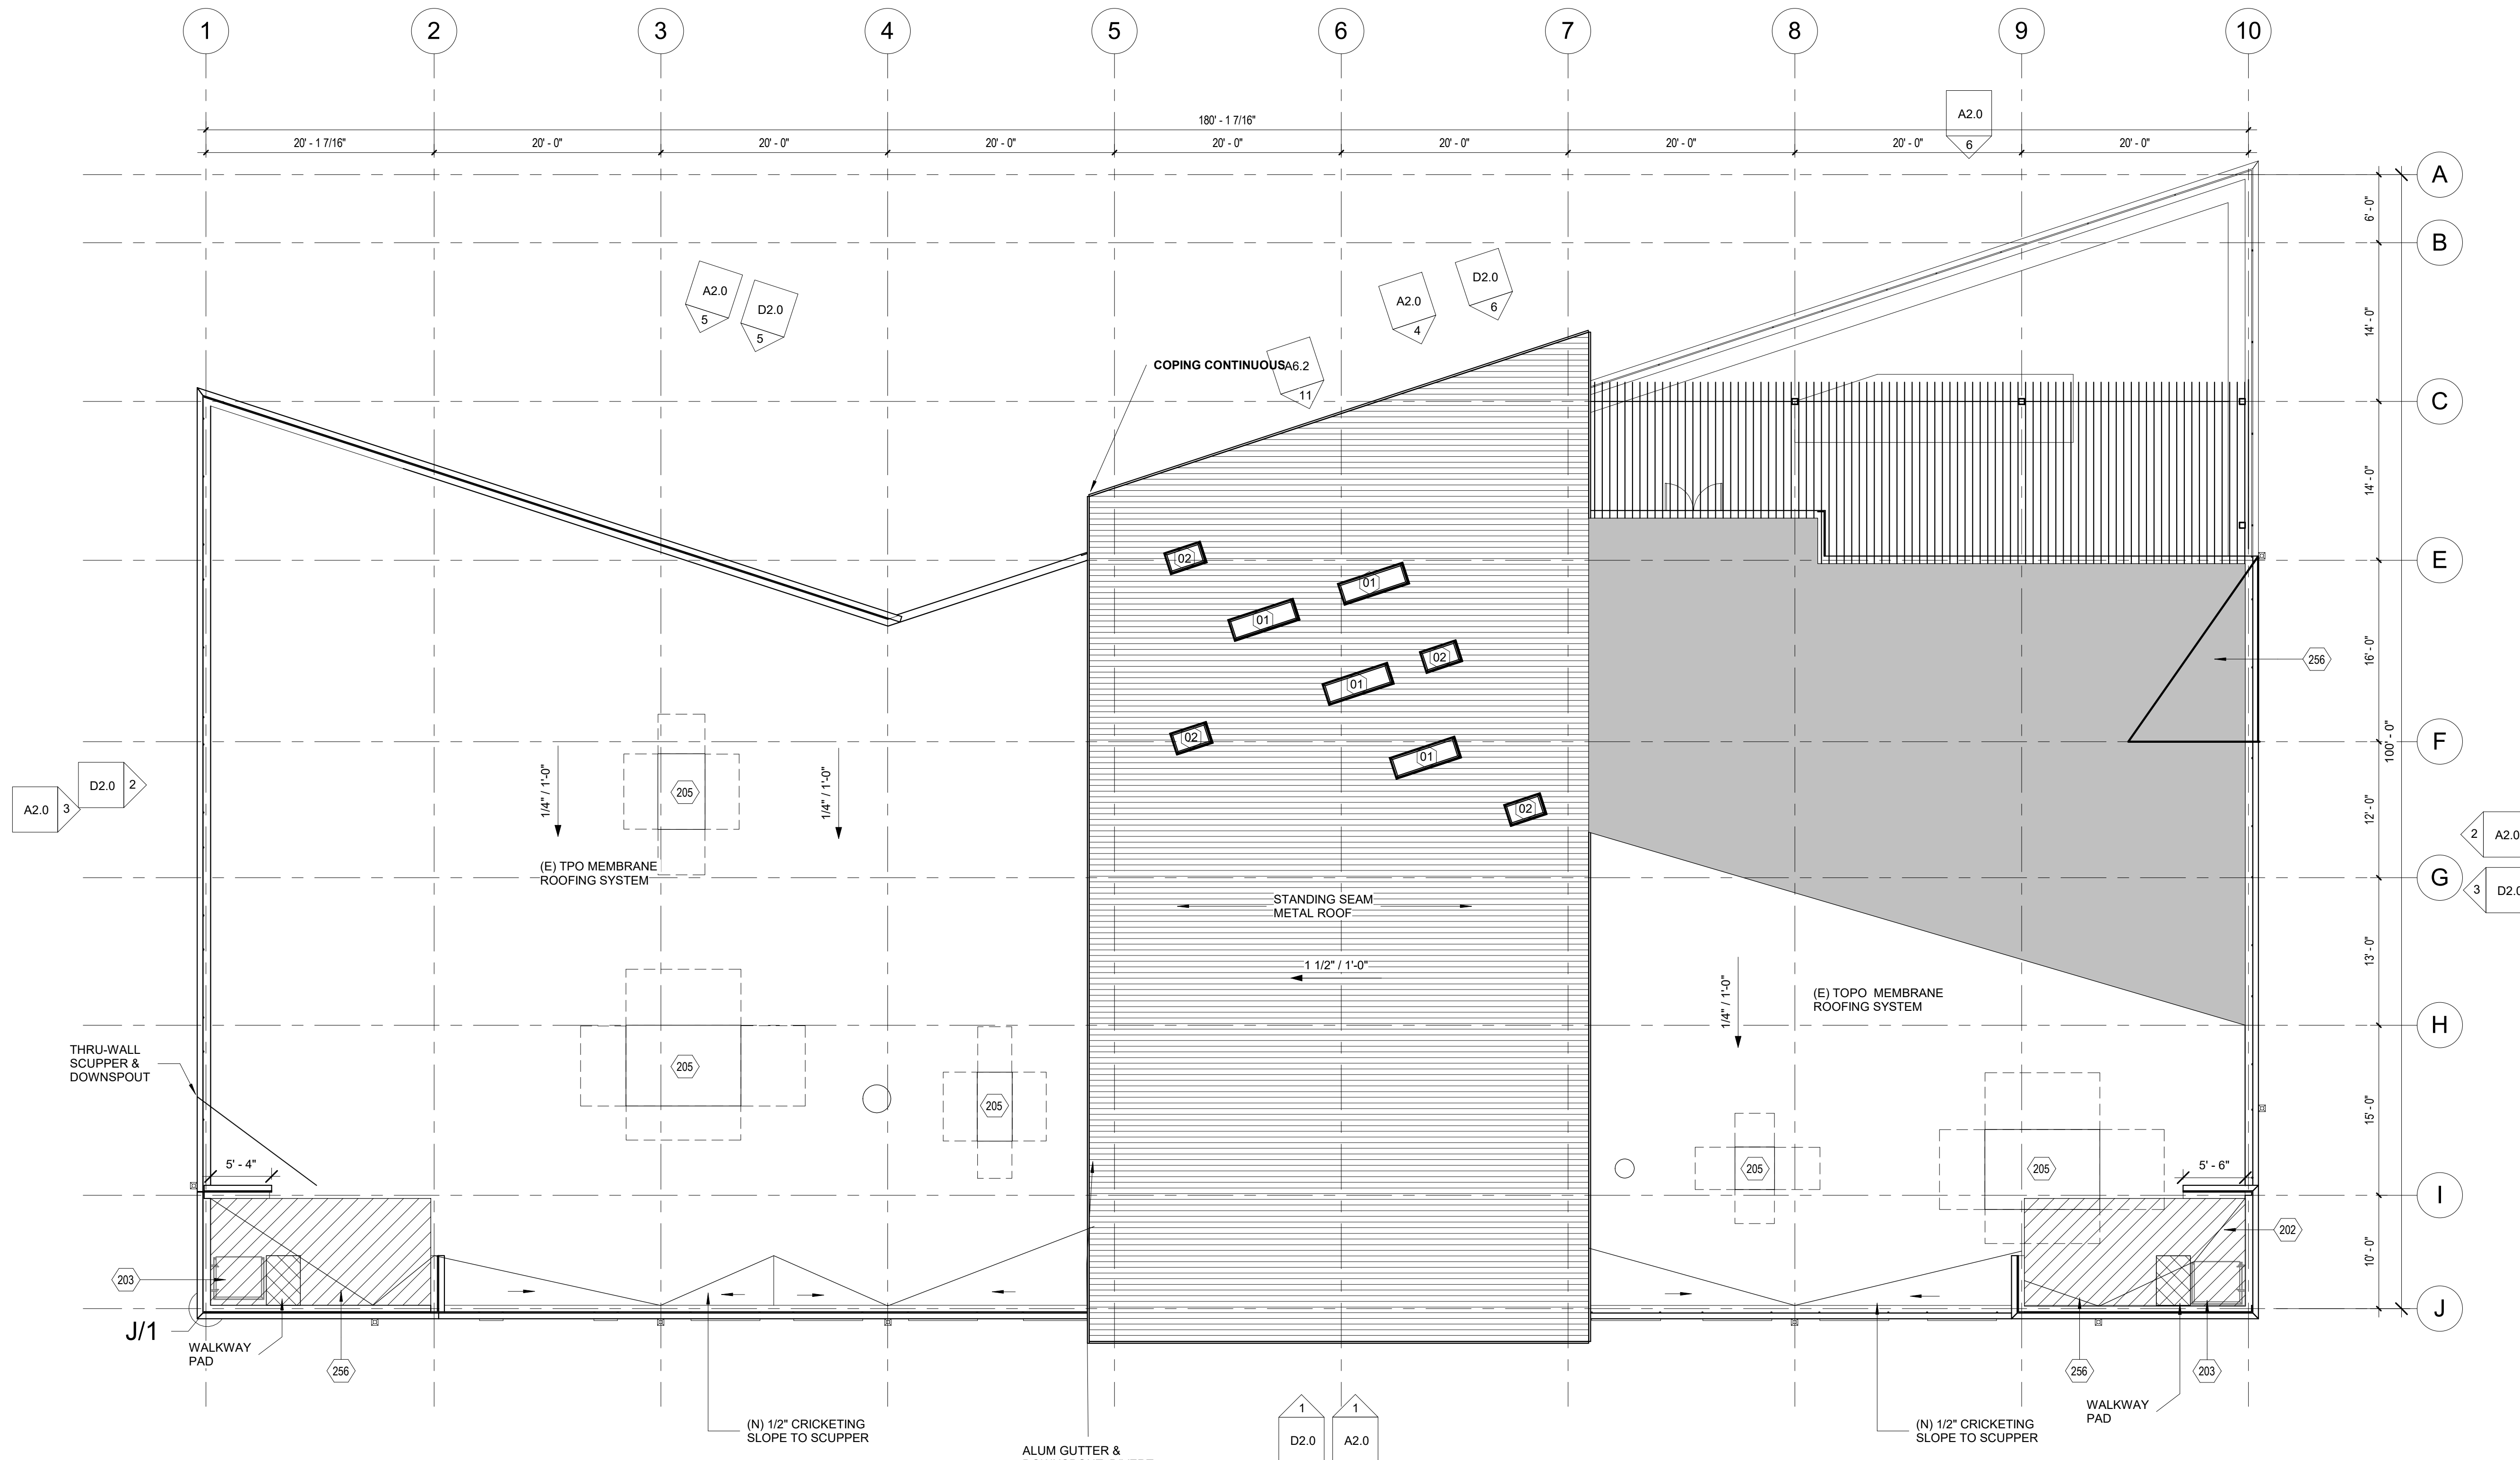 1 2 3 4 5 6 7 8 9 10
180' - 1 7/16"
20' - 1 7/16" 20' - 0" 20' - 0" 20' - 0" 20' - 0" 20' - 0" 20' - 0" 20' - 0" 20' - 0"
A2.0
6
A
6' - 0"
B
14' - 0"
C
14' - 0"
E
16' - 0"
F
100' - 0"
12' - 0"
G
13' - 0"
H
15' - 0"
I
10' - 0"
J
A2.0
5
D2.0
5
A2.0
4
D2.0
6
COPING CONTINUOUS
A6.2
11
02
01
01
02
01
02
01
02
256
205
1/4" / 1'-0"
1/4" / 1'-0"
D2.0 2
A2.0 3
2 A2.0
3 D2.0
(E) TPO MEMBRANE
ROOFING SYSTEM
STANDING SEAM
METAL ROOF
1 1/2" / 1'-0"
1/4" / 1'-0"
(E) TOPO MEMBRANE
ROOFING SYSTEM
THRU-WALL
SCUPPER &
DOWNSPOUT
205
205
205
205
5' - 4"
5' - 6"
202
203
J/1
WALKWAY
PAD
256
256
203
WALKWAY
PAD
(N) 1/2" CRICKETING
SLOPE TO SCUPPER
(N) 1/2" CRICKETING
SLOPE TO SCUPPER
1
D2.0
1
A2.0
ALUM GUTTER &